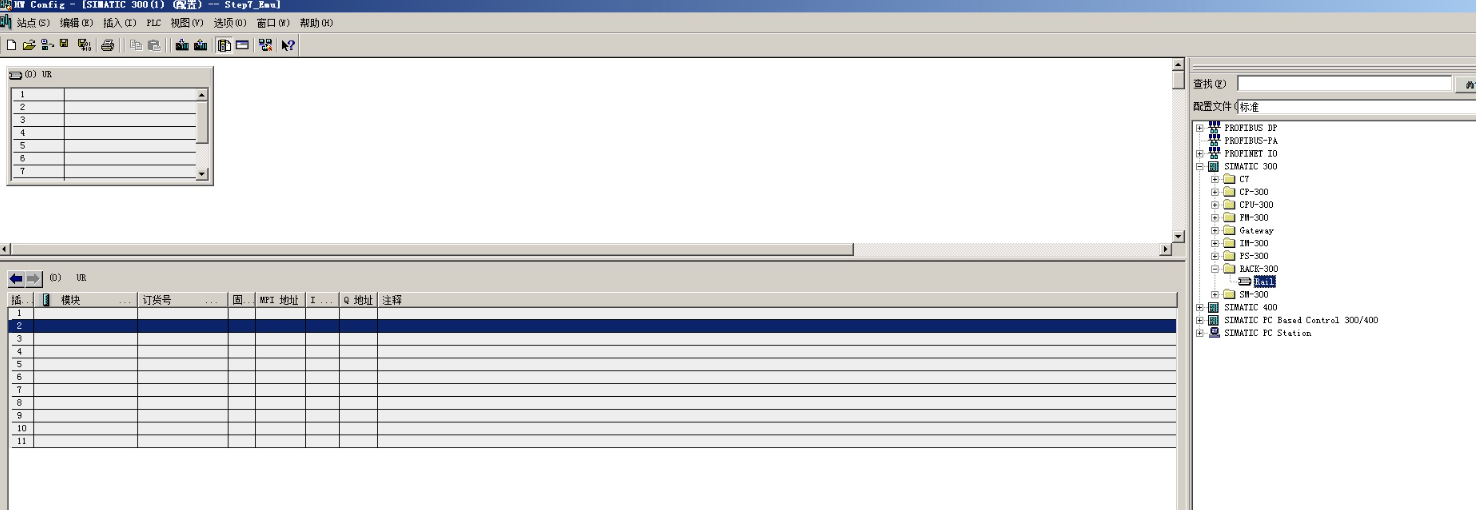 HW Config - [SIMATIC 300(1) (配置) -- Step7_Emu]
站点(S) 编辑(E) 插入(I) PLC 视图(V) 选项(O) 窗口(W) 帮助(H)
(0) UR
1
2
3
4
5
6
7
查找(F)
配置文件 标准
PROFIBUS DP
PROFIBUS-PA
PROFINET IO
SIMATIC 300
C7
CP-300
CPU-300
FM-300
Gateway
IM-300
PS-300
RACK-300
Rail
SM-300
SIMATIC 400
SIMATIC PC Based Control 300/400
SIMATIC PC Station
(0) UR
插... 模块 ... 订货号 ... 固... MPI 地址 I ... Q 地址 注释
1
2
3
4
5
6
7
8
9
10
11